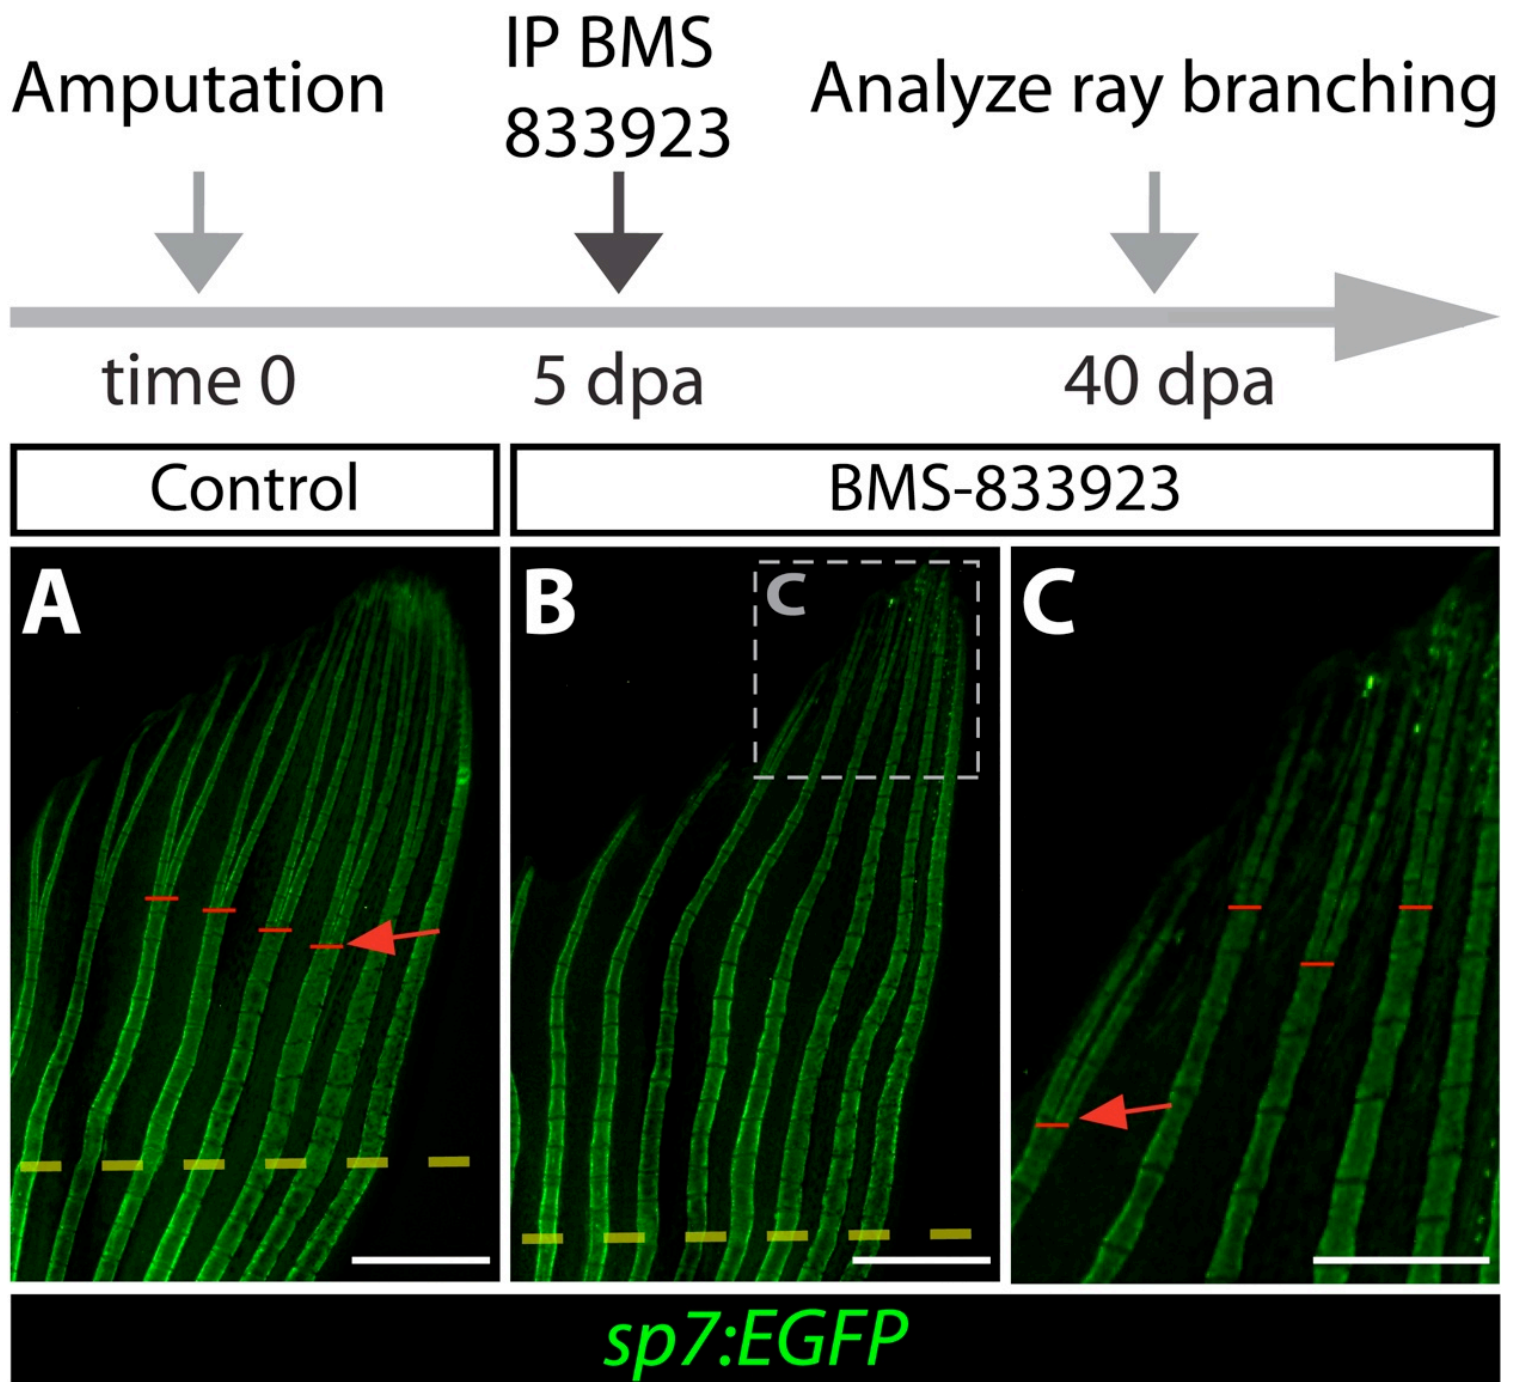 Amputation
IP BMS
833923
Analyze ray branching
time 0
5 dpa
40 dpa
Control
BMS-833923
A
B
C
C
sp7:EGFP